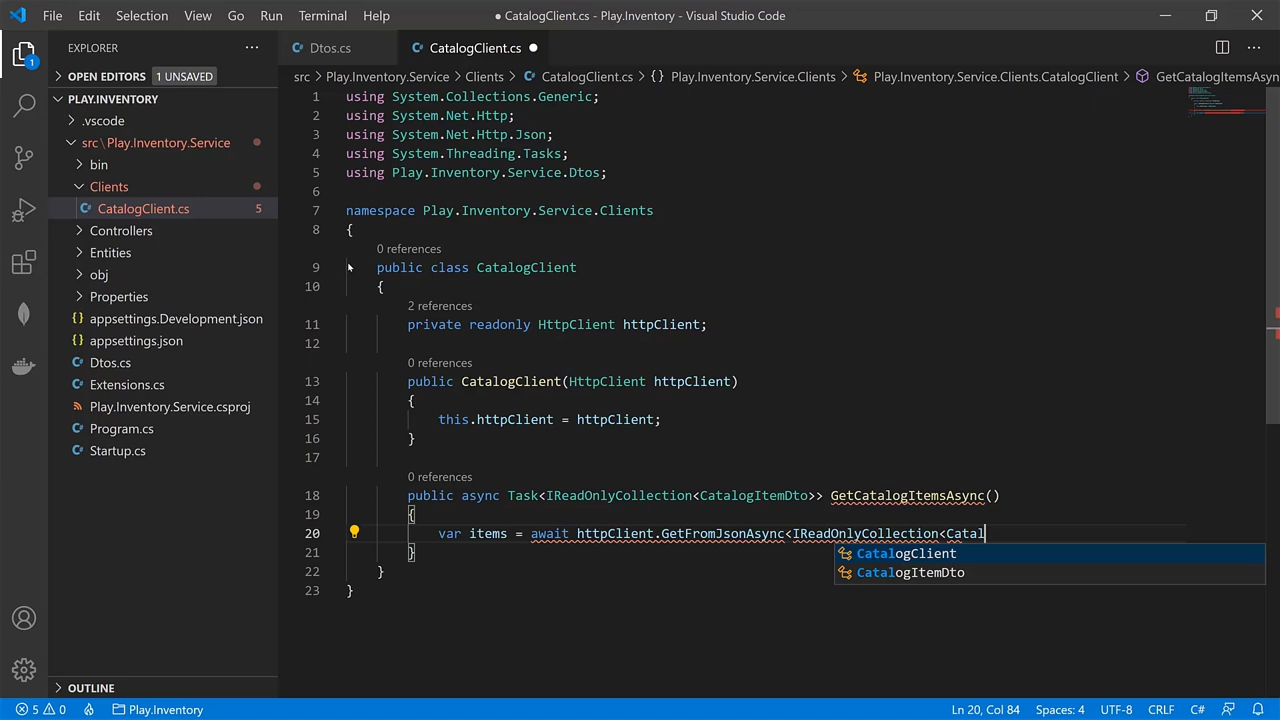 File Edit Selection View Go Run Terminal Help
● CatalogClient.cs - Play.Inventory - Visual Studio Code
EXPLORER
Dtos.cs
CatalogClient.cs
1
OPEN EDITORS 1 UNSAVED
src > Play.Inventory.Service > Clients > CatalogClient.cs > {} Play.Inventory.Service.Clients > Play.Inventory.Service.Clients.CatalogClient > GetCatalogItemsAsyn
PLAY.INVENTORY
.vscode
src\Play.Inventory.Service
bin
Clients
CatalogClient.cs 5
Controllers
Entities
obj
Properties
{} appsettings.Development.json
{} appsettings.json
Dtos.cs
Extensions.cs
Play.Inventory.Service.csproj
Program.cs
Startup.cs
OUTLINE
1 using System.Collections.Generic;
2 using System.Net.Http;
3 using System.Net.Http.Json;
4 using System.Threading.Tasks;
5 using Play.Inventory.Service.Dtos;
6
7 namespace Play.Inventory.Service.Clients
8 {
0 references
9 public class CatalogClient
10 {
2 references
11 private readonly HttpClient httpClient;
12
0 references
13 public CatalogClient(HttpClient httpClient)
14 {
15 this.httpClient = httpClient;
16 }
17
0 references
18 public async Task<IReadOnlyCollection<CatalogItemDto>> GetCatalogItemsAsync()
19 {
20 var items = await httpClient.GetFromJsonAsync<IReadOnlyCollection<Catal
21 }
CatalogClient
CatalogItemDto
22 }
23 }
5 0 Play.Inventory
Ln 20, Col 84 Spaces: 4 UTF-8 CRLF C#